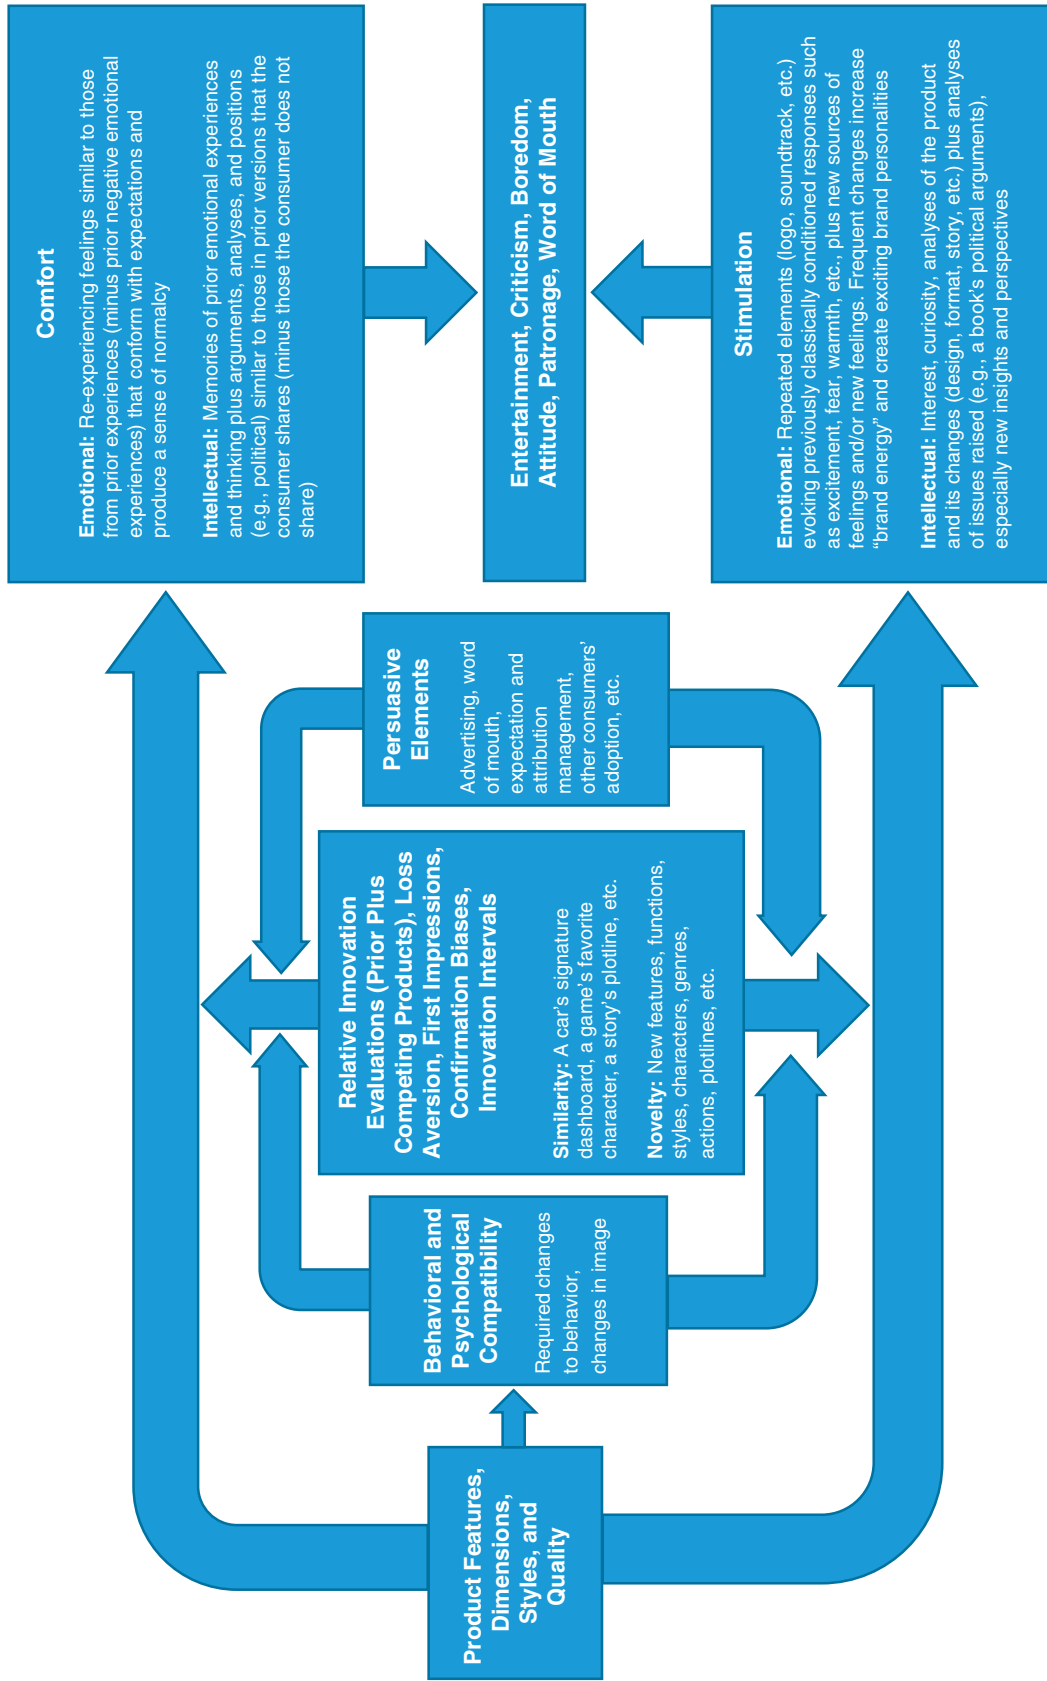 Product Features,
Dimensions,
Styles, and
Quality
Behavioral and
Psychological
Compatibility
Required changes
to behavior,
changes in image
Relative Innovation
Evaluations (Prior Plus
Competing Products), Loss
Aversion, First Impressions,
Confirmation Biases,
Innovation Intervals
Similarity: A car’s signature
dashboard, a game’s favorite
character, a story’s plotline, etc.
Novelty: New features, functions,
styles, characters, genres,
actions, plotlines, etc.
Persuasive
Elements
Advertising, word
of mouth,
expectation and
attribution
management,
other consumers’
adoption, etc.
Comfort
Emotional: Re-experiencing feelings similar to those
from prior experiences (minus prior negative emotional
experiences) that conform with expectations and
produce a sense of normalcy
Intellectual: Memories of prior emotional experiences
and thinking plus arguments, analyses, and positions
(e.g., political) similar to those in prior versions that the
consumer shares (minus those the consumer does not
share)
Entertainment, Criticism, Boredom,
Attitude, Patronage, Word of Mouth
Stimulation
Emotional: Repeated elements (logo, soundtrack, etc.)
evoking previously classically conditioned responses such
as excitement, fear, warmth, etc., plus new sources of
feelings and/or new feelings. Frequent changes increase
“brand energy” and create exciting brand personalities
Intellectual: Interest, curiosity, analyses of the product
and its changes (design, format, story, etc.) plus analyses
of issues raised (e.g., a book’s political arguments),
especially new insights and perspectives